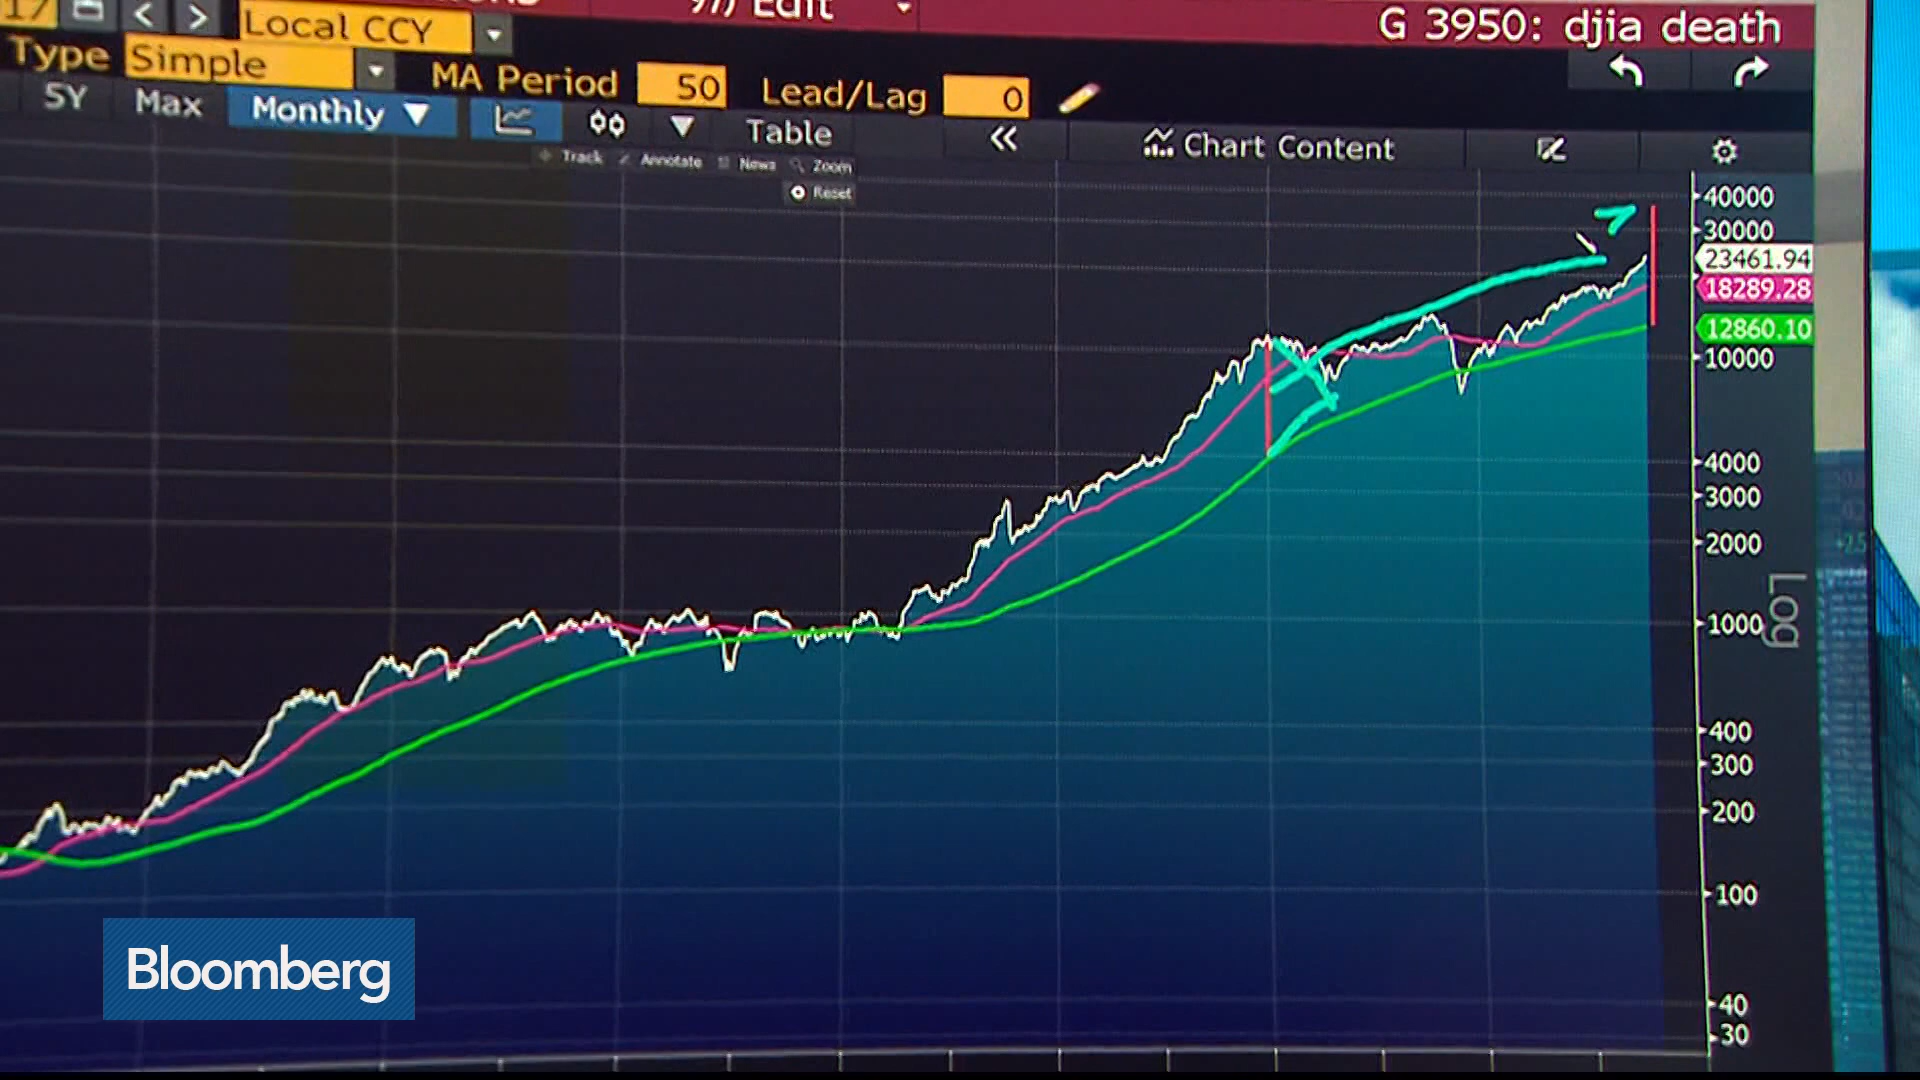 17 < > Local CCY 97) Edit G 3950: djia death
Type Simple MA Period 50 Lead/Lag 0
5Y Max Monthly Table Chart Content
Track Annotate News Zoom
Reset
40000
30000
23461.94
18289.28
12860.10
10000
4000
3000
2000
Log
1000
400
300
200
100
40
30
Bloomberg